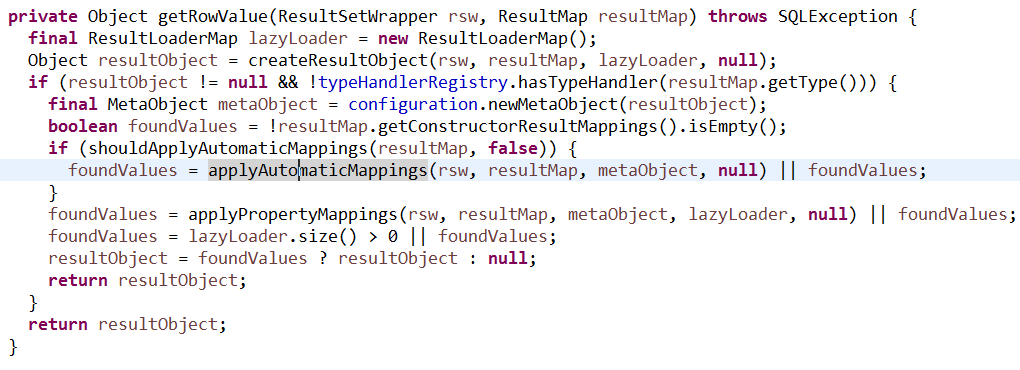 private Object getRowValue(ResultSetWrapper rsw, ResultMap resultMap) throws SQLException {
  final ResultLoaderMap lazyLoader = new ResultLoaderMap();
  Object resultObject = createResultObject(rsw, resultMap, lazyLoader, null);
  if (resultObject != null && !typeHandlerRegistry.hasTypeHandler(resultMap.getType())) {
    final MetaObject metaObject = configuration.newMetaObject(resultObject);
    boolean foundValues = !resultMap.getConstructorResultMappings().isEmpty();
    if (shouldApplyAutomaticMappings(resultMap, false)) {
      foundValues = applyAutomaticMappings(rsw, resultMap, metaObject, null) || foundValues;
    }
    foundValues = applyPropertyMappings(rsw, resultMap, metaObject, lazyLoader, null) || foundValues;
    foundValues = lazyLoader.size() > 0 || foundValues;
    resultObject = foundValues ? resultObject : null;
    return resultObject;
  }
  return resultObject;
}